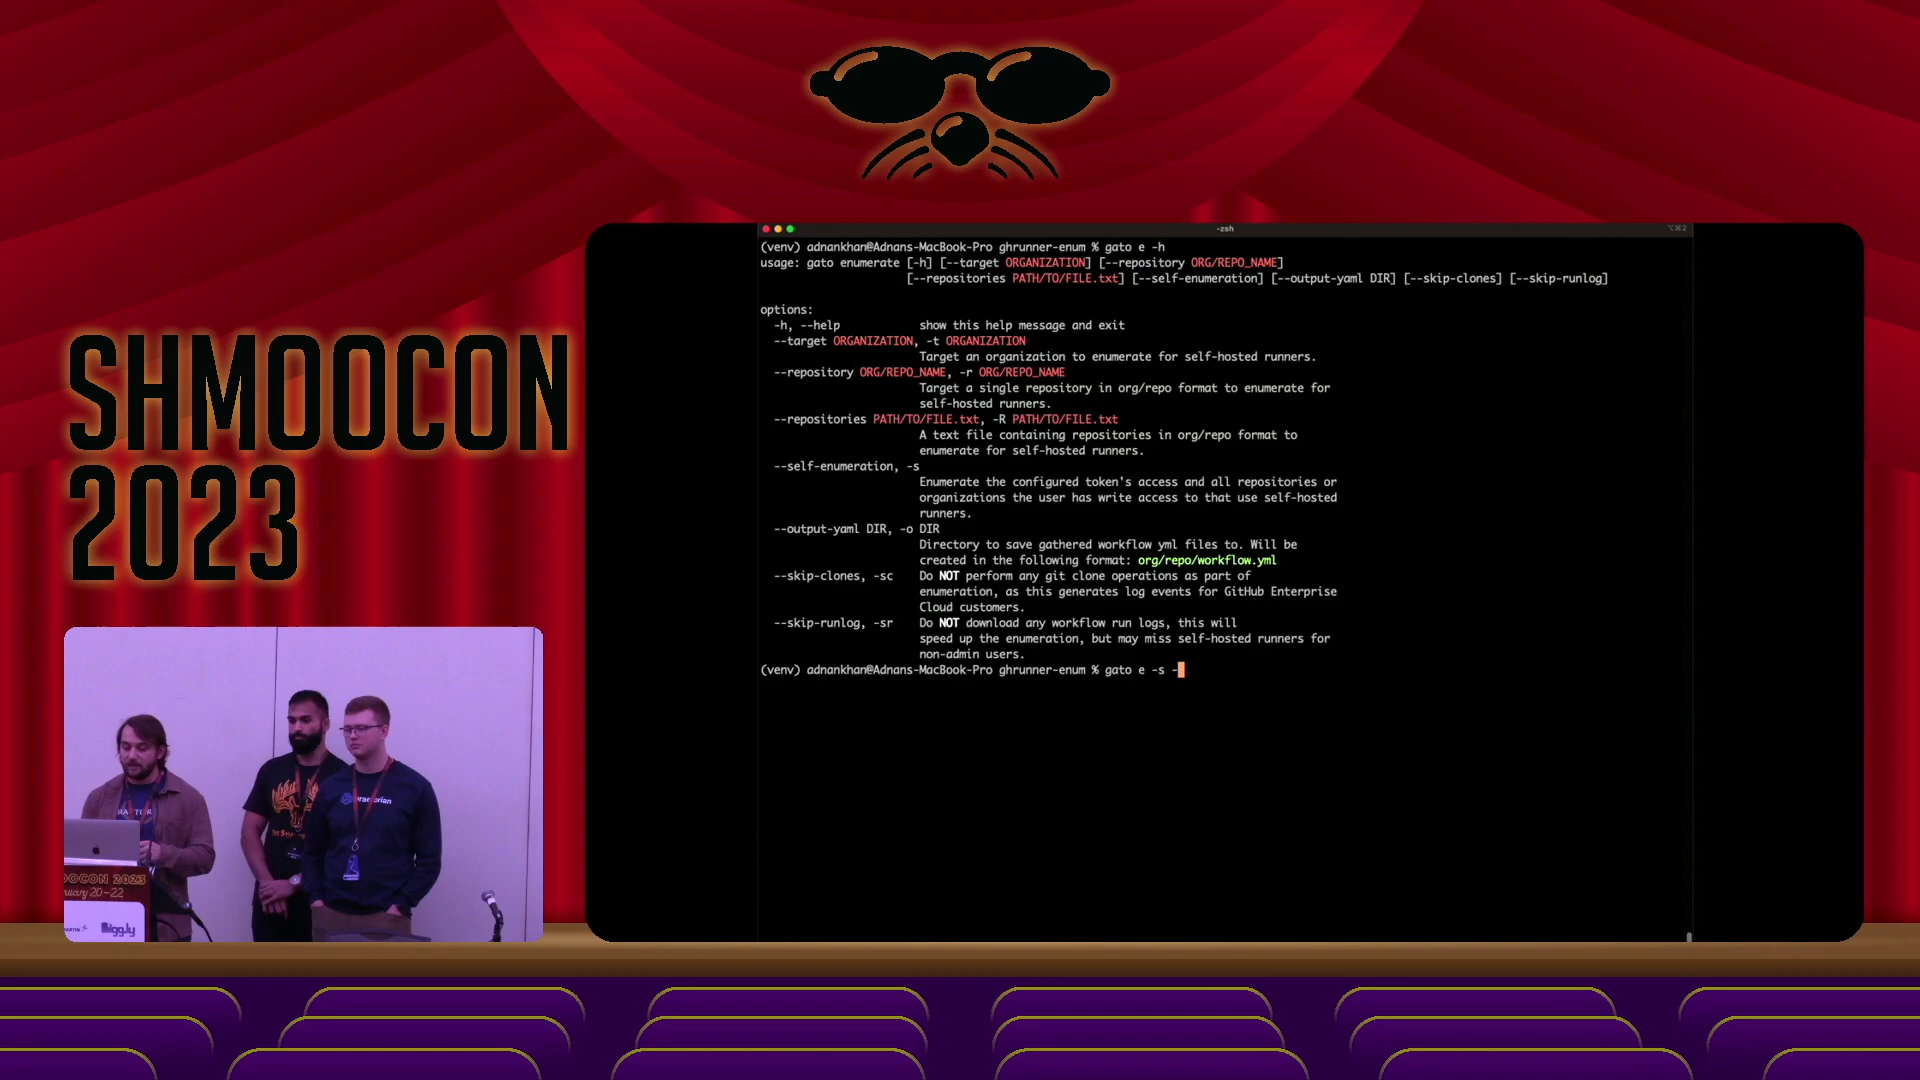 SHMOOCON
2023
-zsh
⌥⌘2
(venv) adnankhan@Adnans-MacBook-Pro ghrunner-enum % gato e -h
usage: gato enumerate [-h] [--target ORGANIZATION] [--repository ORG/REPO_NAME]
[--repositories PATH/TO/FILE.txt] [--self-enumeration] [--output-yaml DIR] [--skip-clones] [--skip-runlog]
options:
-h, --help show this help message and exit
--target ORGANIZATION, -t ORGANIZATION
Target an organization to enumerate for self-hosted runners.
--repository ORG/REPO_NAME, -r ORG/REPO_NAME
Target a single repository in org/repo format to enumerate for
self-hosted runners.
--repositories PATH/TO/FILE.txt, -R PATH/TO/FILE.txt
A text file containing repositories in org/repo format to
enumerate for self-hosted runners.
--self-enumeration, -s
Enumerate the configured token's access and all repositories or
organizations the user has write access to that use self-hosted
runners.
--output-yaml DIR, -o DIR
Directory to save gathered workflow yml files to. Will be
created in the following format: org/repo/workflow.yml
--skip-clones, -sc Do NOT perform any git clone operations as part of
enumeration, as this generates log events for GitHub Enterprise
Cloud customers.
--skip-runlog, -sr Do NOT download any workflow run logs, this will
speed up the enumeration, but may miss self-hosted runners for
non-admin users.
(venv) adnankhan@Adnans-MacBook-Pro ghrunner-enum % gato e -s -
praetorian
OOCON 2023
uary 20-22